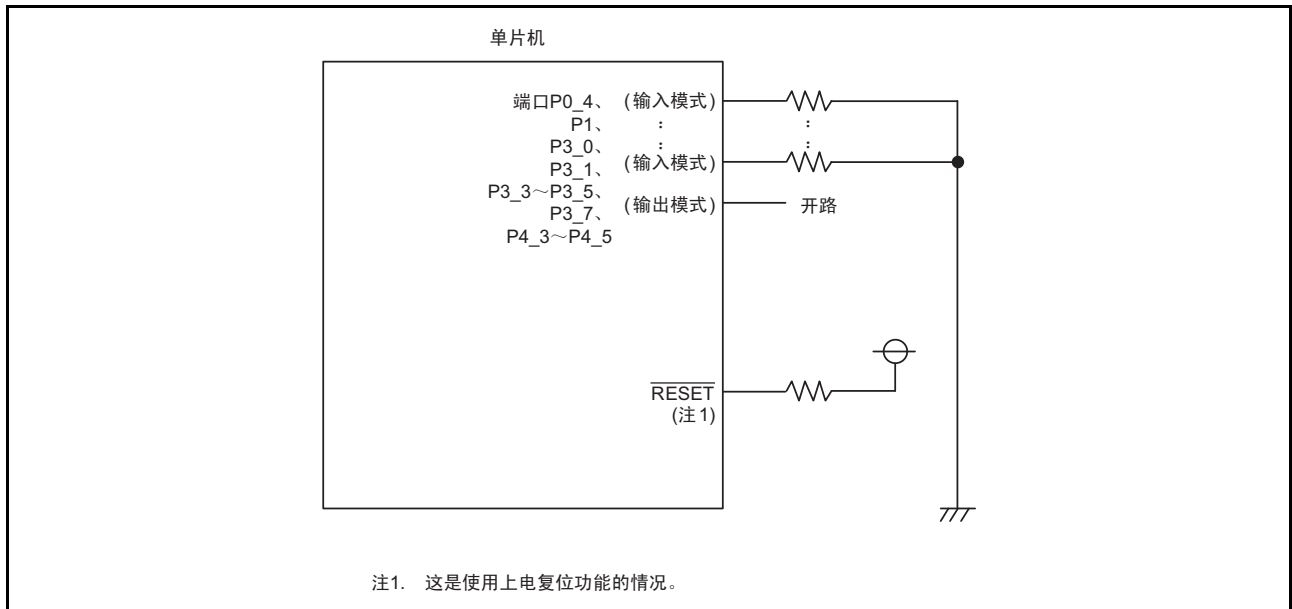 单片机
端口P0_4、 (输入模式)
P1、 :
P3_0、 :
P3_1、 (输入模式)
P3_3～P3_5、
P3_7、 (输出模式) 开路
P4_3～P4_5
RESET
(注1)
注1. 这是使用上电复位功能的情况。